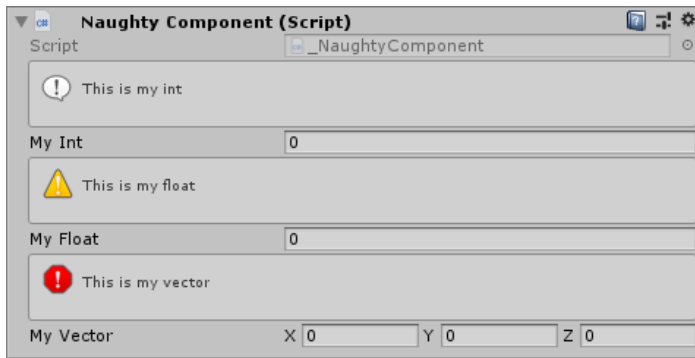 Naughty Component (Script)
Script _NaughtyComponent
This is my int
My Int 0
This is my float
My Float 0
This is my vector
My Vector X 0 Y 0 Z 0